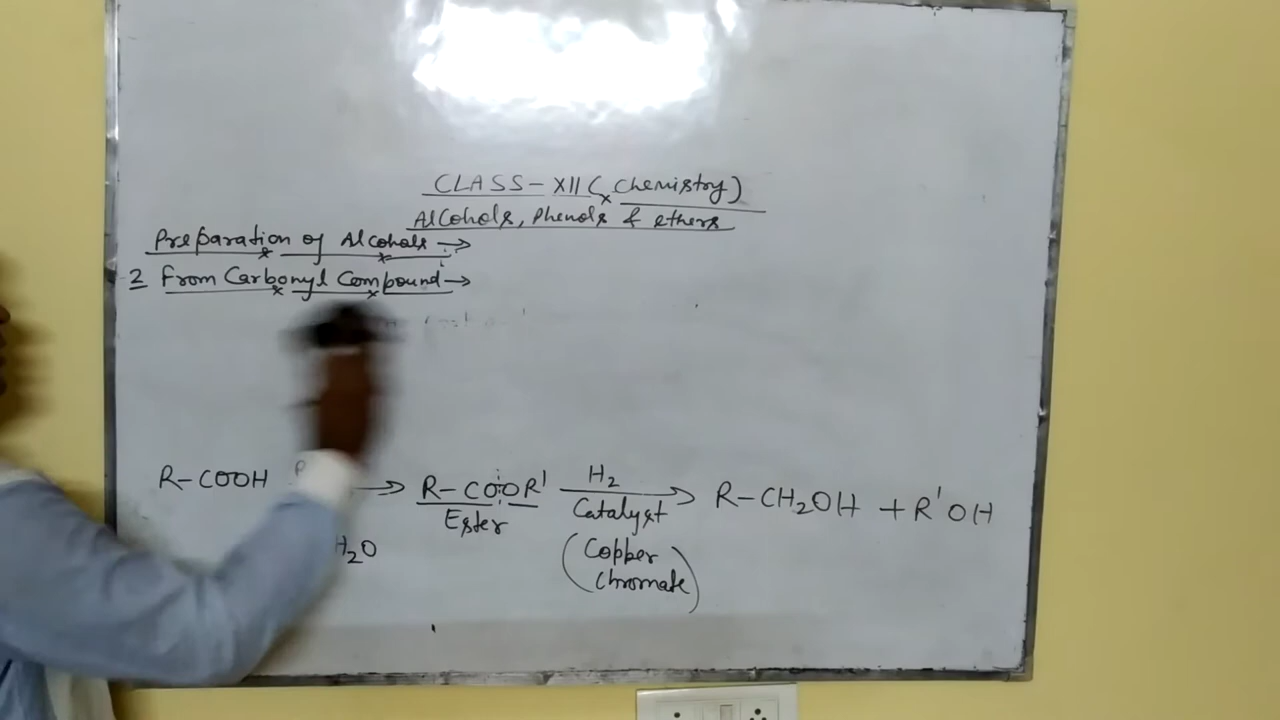 CLASS-XII (Chemistry)
Alcohols, Phenols & ethers
Preparation of Alcohols →
2 From Carbonyl Compound →
R-COOH → R-COOR' H₂ → R-CH₂OH + R'OH
Ester Catalyst
H₂O (Copper
chromate)